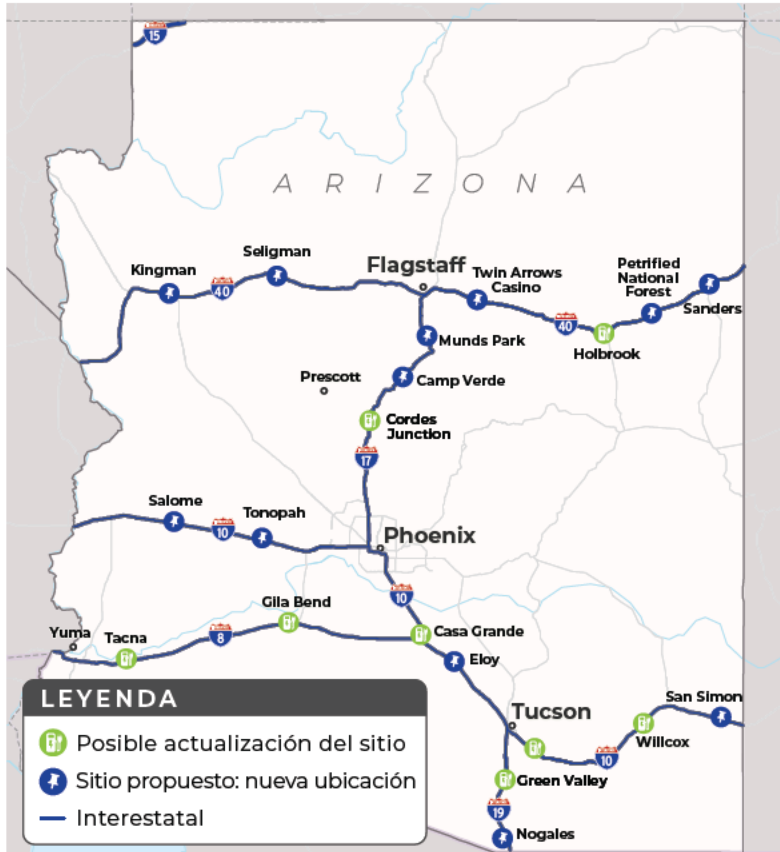 15
ARIZONA
Seligman
Kingman
40
Flagstaff
Twin Arrows
Casino
Petrified
National
Forest
Sanders
40
Holbrook
Munds Park
Prescott
Camp Verde
Cordes
Junction
17
Salome
10
Tonopah
Phoenix
10
Gila Bend
Yuma
Tacna
8
Casa Grande
Eloy
San Simon
Tucson
Willcox
10
Green Valley
19
Nogales
LEYENDA
Posible actualización del sitio
Sitio propuesto: nueva ubicación
Interestatal